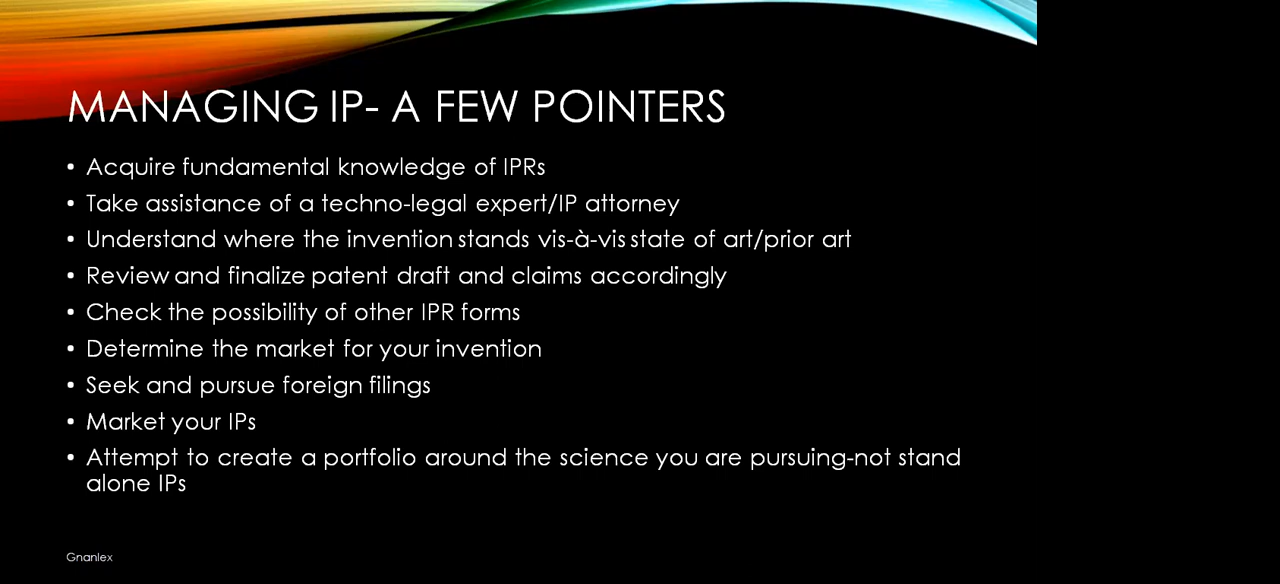 MANAGING IP- A FEW POINTERS
• Acquire fundamental knowledge of IPRs
• Take assistance of a techno-legal expert/IP attorney
• Understand where the invention stands vis-à-vis state of art/prior art
• Review and finalize patent draft and claims accordingly
• Check the possibility of other IPR forms
• Determine the market for your invention
• Seek and pursue foreign filings
• Market your IPs
• Attempt to create a portfolio around the science you are pursuing-not stand
alone IPs
Gnanlex